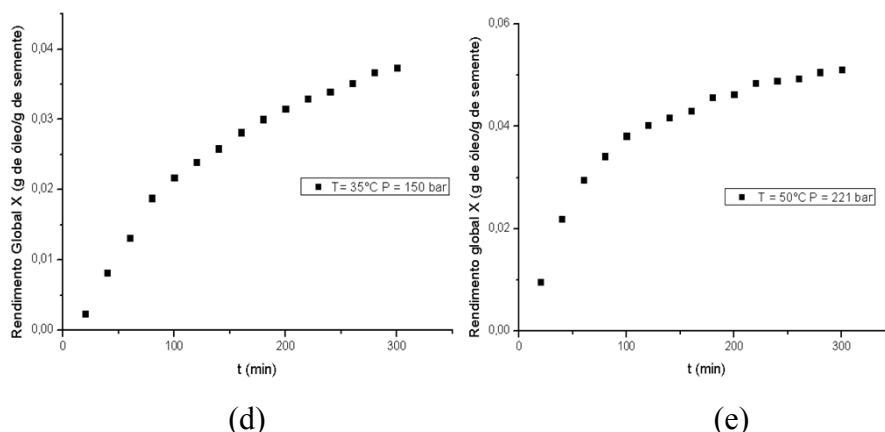 Rendimento Global X (g de óleo/g de semente)
0,04
0,03
0,02
0,01
0,00
0
100
200
300
t (min)
T= 35°C P = 150 bar
(d)
Rendimento global X (g de óleo/g de semente)
0,06
0,04
0,02
0,00
0
100
200
300
t (min)
T = 50°C P = 221 bar
(e)